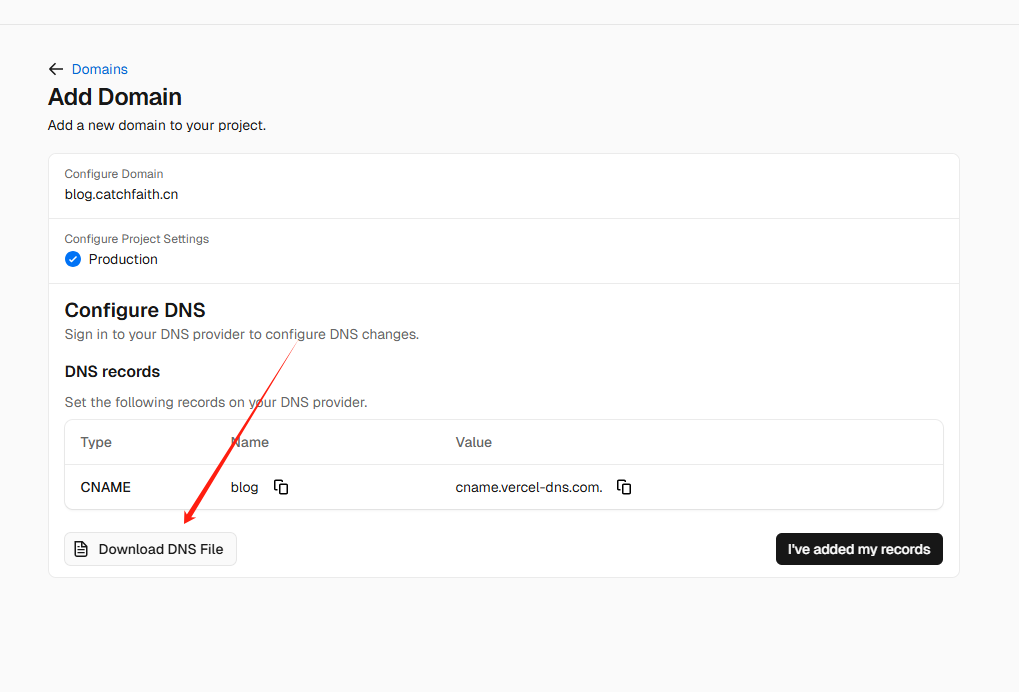 Domains
Add Domain
Add a new domain to your project.
Configure Domain
blog.catchfaith.cn
Configure Project Settings
Production
Configure DNS
Sign in to your DNS provider to configure DNS changes.
DNS records
Set the following records on your DNS provider.
Type Name Value
CNAME blog cname.vercel-dns.com.
Download DNS File I've added my records